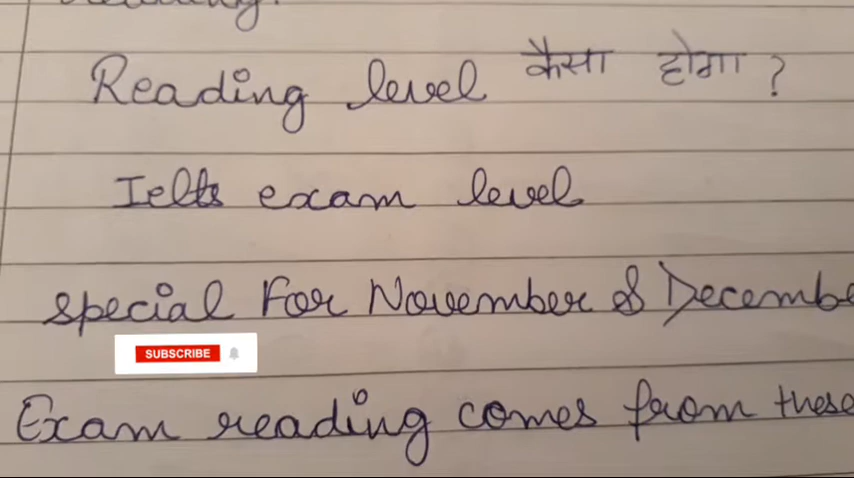 Reading level कैसा होगा ?
Ielts exam level
special For November & Decembe
SUBSCRIBE
Exam reading comes from these